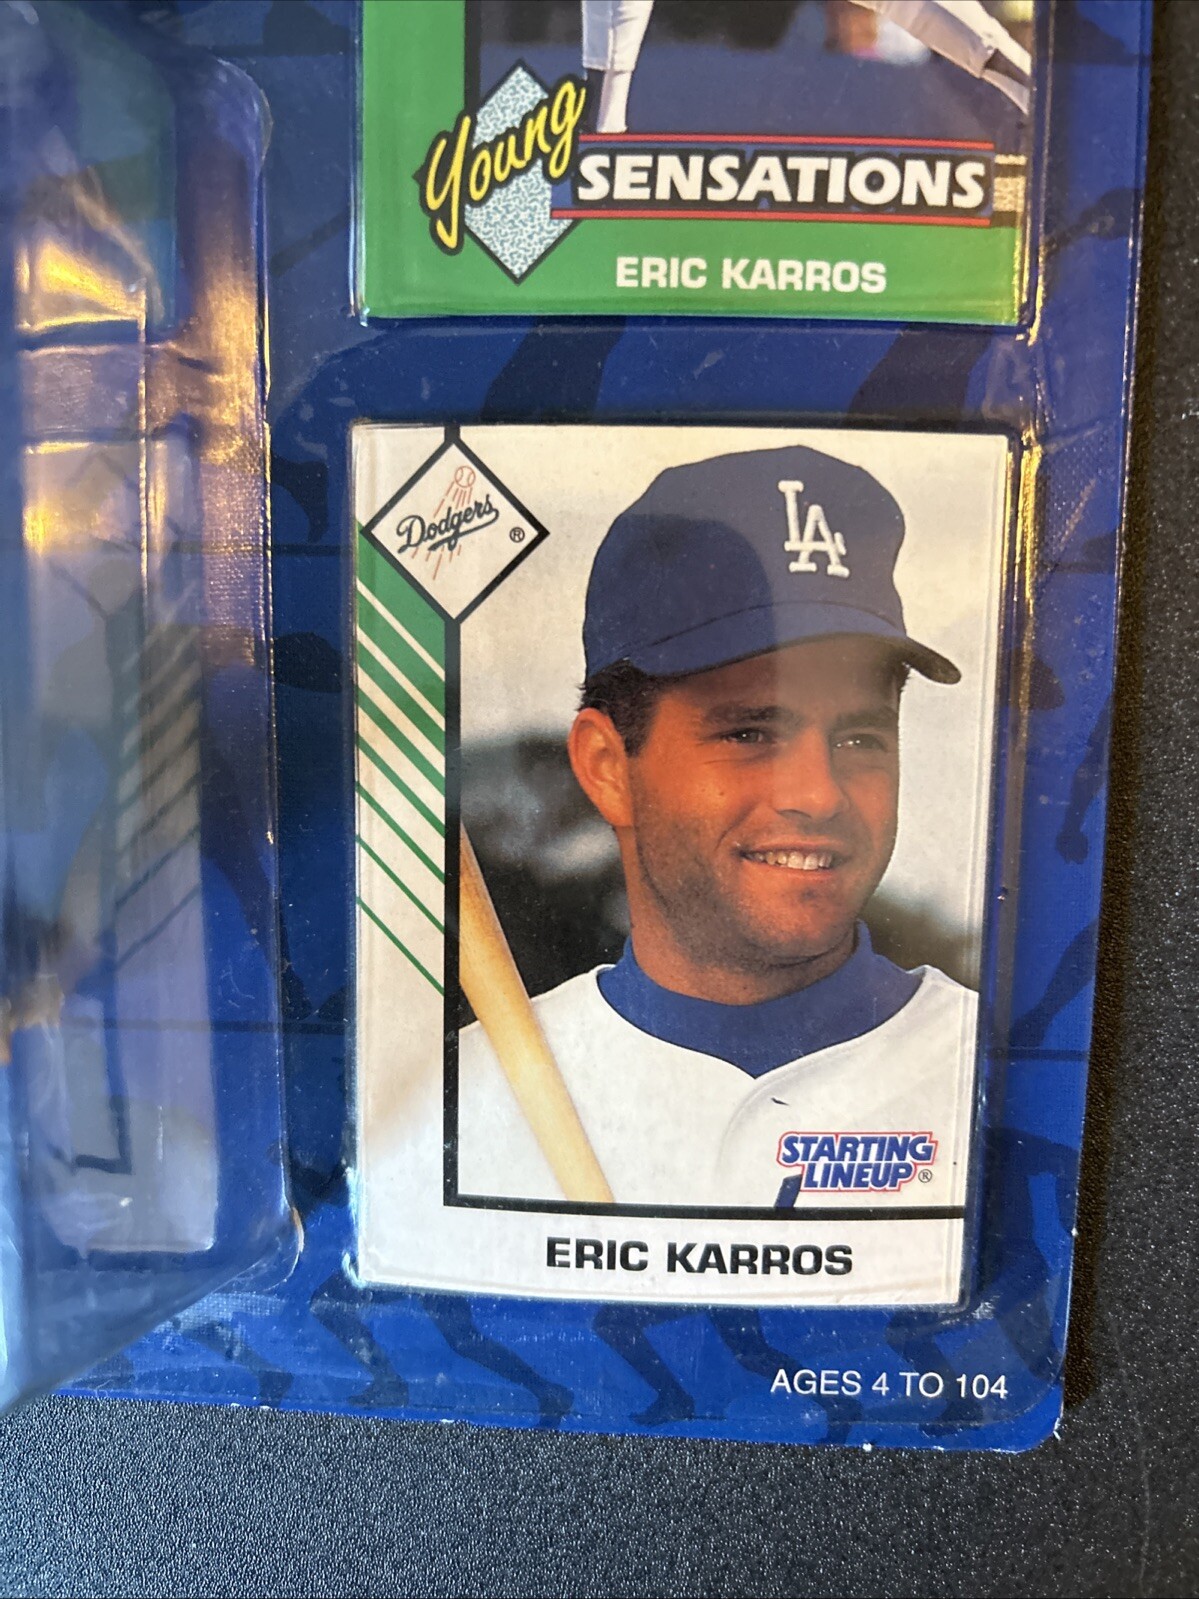 Young
SENSATIONS
ERIC KARROS
Dodgers ®
LA
STARTING
LINEUP ®
ERIC KARROS
AGES 4 TO 104